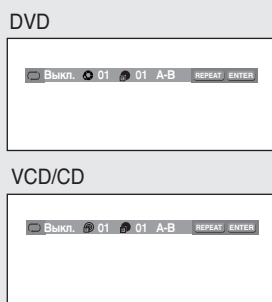 DVD
Выкл. 01 01 A-B REPEAT ENTER
VCD/CD
Выкл. 01 01 A-B REPEAT ENTER